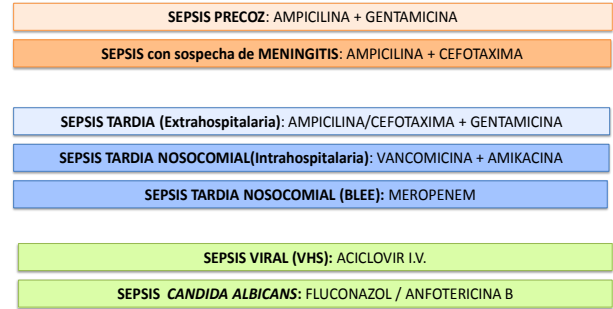 SEPSIS PRECOZ: AMPICILINA + GENTAMICINA
SEPSIS con sospecha de MENINGITIS: AMPICILINA + CEFOTAXIMA
SEPSIS TARDIA (Extrahospitalaria): AMPICILINA/CEFOTAXIMA + GENTAMICINA
SEPSIS TARDIA NOSOCOMIAL(Intrahospitalaria): VANCOMICINA + AMIKACINA
SEPSIS TARDIA NOSOCOMIAL (BLEE): MEROPENEM
SEPSIS VIRAL (VHS): ACICLOVIR I.V.
SEPSIS CANDIDA ALBICANS: FLUCONAZOL / ANFOTERICINA B